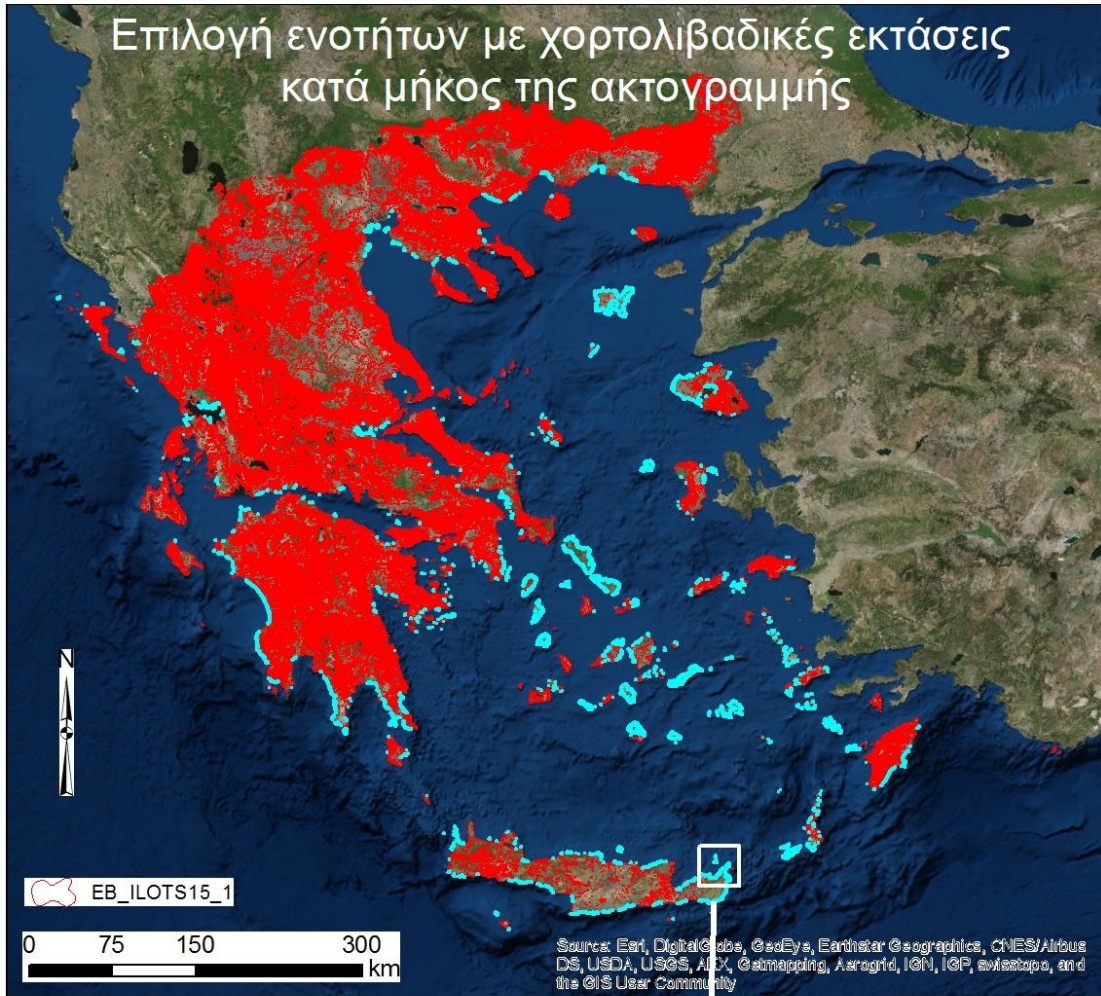 Επιλογή ενοτήτων με χορτολιβαδικές εκτάσεις
κατά μήκος της ακτογραμμής
N
EB_ILOTS15_1
0 75 150 300
km
Source: Esri, DigitalGlobe, GeoEye, Earthstar Geographics, CNES/Airbus
DS, USDA, USGS, AEX, Getmapping, Aerogrid, IGN, IGP, swisstopo, and
the GIS User Community